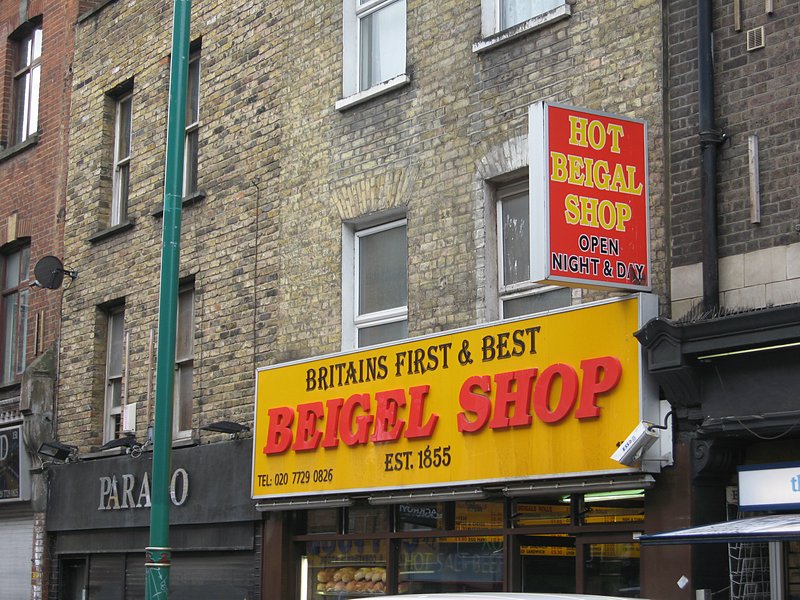 HOT
BEIGAL
SHOP
OPEN
NIGHT & DAY
BRITAINS FIRST & BEST
BEIGEL SHOP
EST. 1855
TEL: 020 7729 0826
PARA O
D
th
HOT SALT BEEF